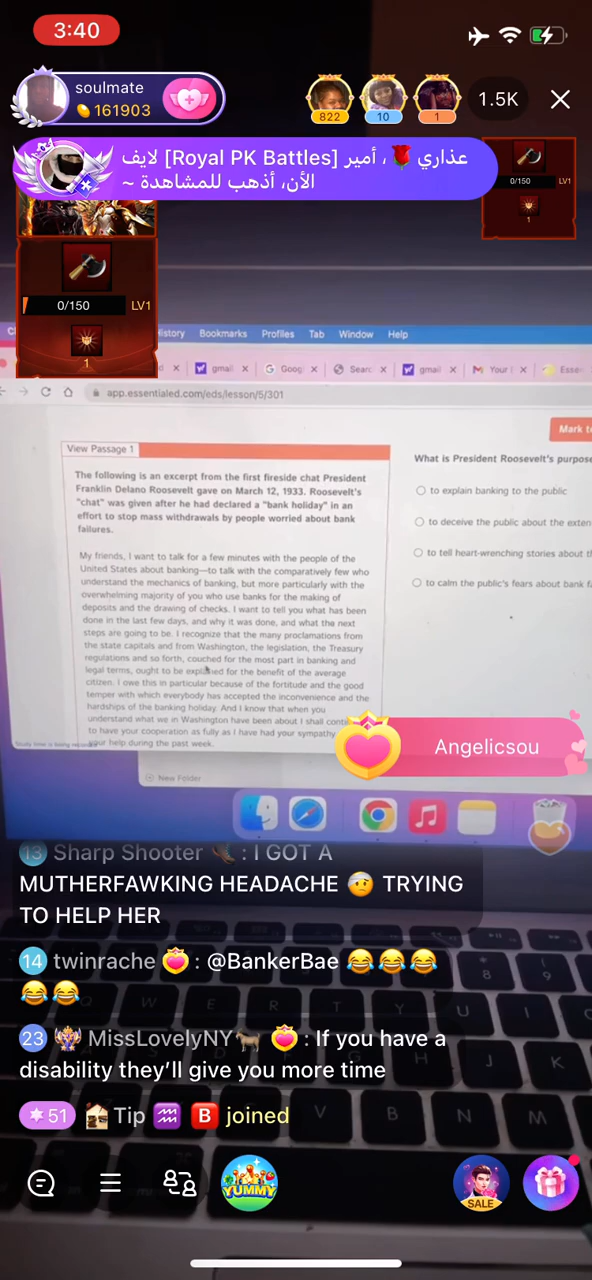 3:40
soulmate
161903
822
10
1
1.5K
عذاري 🌹، أمير [Royal PK Battles] لايف
الآن، أذهب للمشاهدة ~
0/150 LV1
1
0/150 LV1
1
History Bookmarks Profiles Tab Window Help
gmail Goog Searc gmail Your Esse
app.essentialed.com/eds/lesson/5/301
Mark
View Passage 1
The following is an excerpt from the first fireside chat President
Franklin Delano Roosevelt gave on March 12, 1933. Roosevelt's
"chat" was given after he had declared a "bank holiday" in an
effort to stop mass withdrawals by people worried about bank
failures.
My friends, I want to talk for a few minutes with the people of the
United States about banking—to talk with the comparatively few who
understand the mechanics of banking, but more particularly with the
overwhelming majority of you who use banks for the making of
deposits and the drawing of checks. I want to tell you what has been
done in the last few days, and why it was done, and what the next
steps are going to be. I recognize that the many proclamations from
the state capitals and from Washington, the legislation, the Treasury
regulations and so forth, couched for the most part in banking and
legal terms, ought to be explained for the benefit of the average
citizen. I owe this in particular because of the fortitude and the good
temper with which everybody has accepted the inconvenience and the
hardships of the banking holiday. And I know that when you
understand what we in Washington have been about I shall conti
to have your cooperation as fully as I have had your sympathy
your help during the past week.
What is President Roosevelt's purpose
to explain banking to the public
to deceive the public about the exten
to tell heart-wrenching stories about t
to calm the public's fears about bank f
New Folder
Angelicsou
13 Sharp Shooter : I GOT A
MUTHERFAWKING HEADACHE 🤕 TRYING
TO HELP HER
14 twinrache : @BankerBae 😂😂😂
😂😂
23 MissLovelyNY🐐 : If you have a
disability they'll give you more time
51 Tip ♒ B joined
YUMMY
SALE
* 8 ( 9
W E R T Y U I
G H J K
V B N M